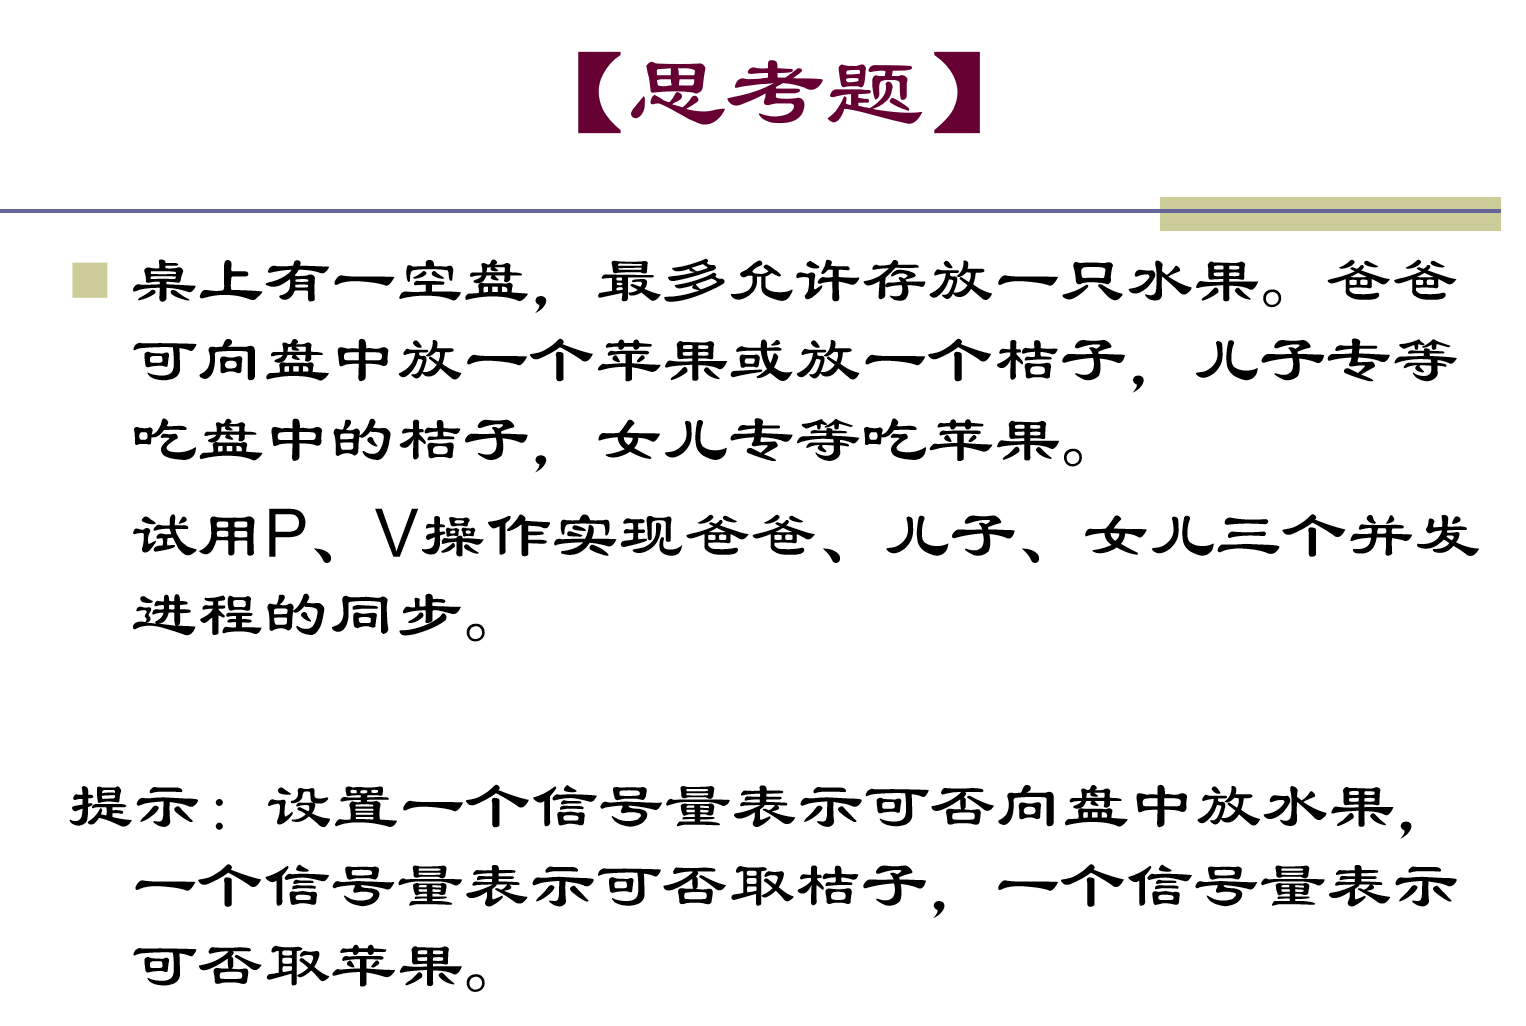 【思考题】
桌上有一空盘，最多允许存放一只水果。爸爸
可向盘中放一个苹果或放一个桔子，儿子专等
吃盘中的桔子，女儿专等吃苹果。
试用P、V操作实现爸爸、儿子、女儿三个并发
进程的同步。
提示：设置一个信号量表示可否向盘中放水果，
一个信号量表示可否取桔子，一个信号量表示
可否取苹果。